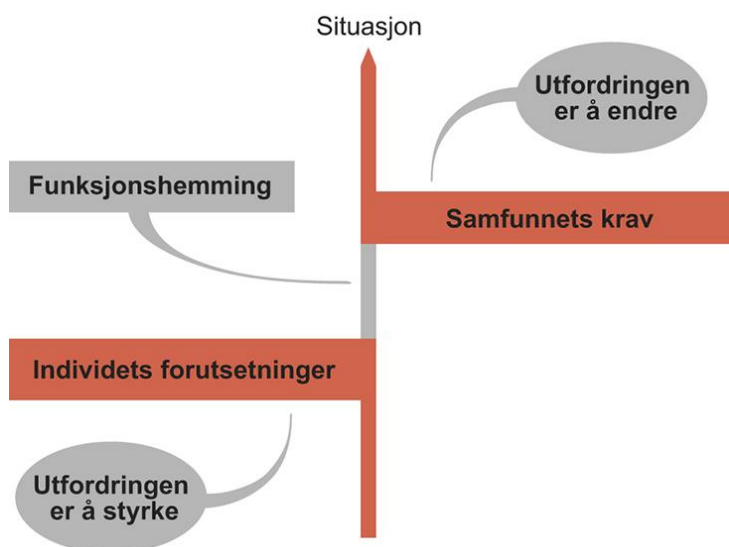 Situasjon
Utfordringen
er å endre
Funksjonshemming
Samfunnets krav
Individets forutsetninger
Utfordringen
er å styrke